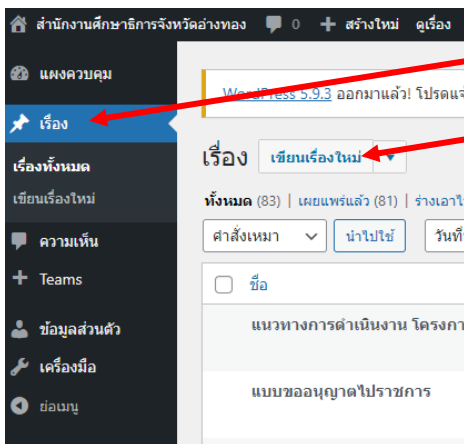 สำนักงานศึกษาธิการจังหวัดอ่างทอง 0 + สร้างใหม่ ดูเรื่อง
แผงควบคุม
WordPress 5.9.3 ออกมาแล้ว! โปรดแจ
เรื่อง
เรื่อง เขียนเรื่องใหม่
เรื่องทั้งหมด
เขียนเรื่องใหม่
ทั้งหมด (83) | เผยแพร่แล้ว (81) | ร่างเอาไ
ความเห็น
คำสั่งเหมา นำไปใช้ วันที่
Teams
ชื่อ
ข้อมูลส่วนตัว
แนวทางการดำเนินงาน โครงกา
เครื่องมือ
แบบขออนุญาตไปราชการ
ย่อเมนู